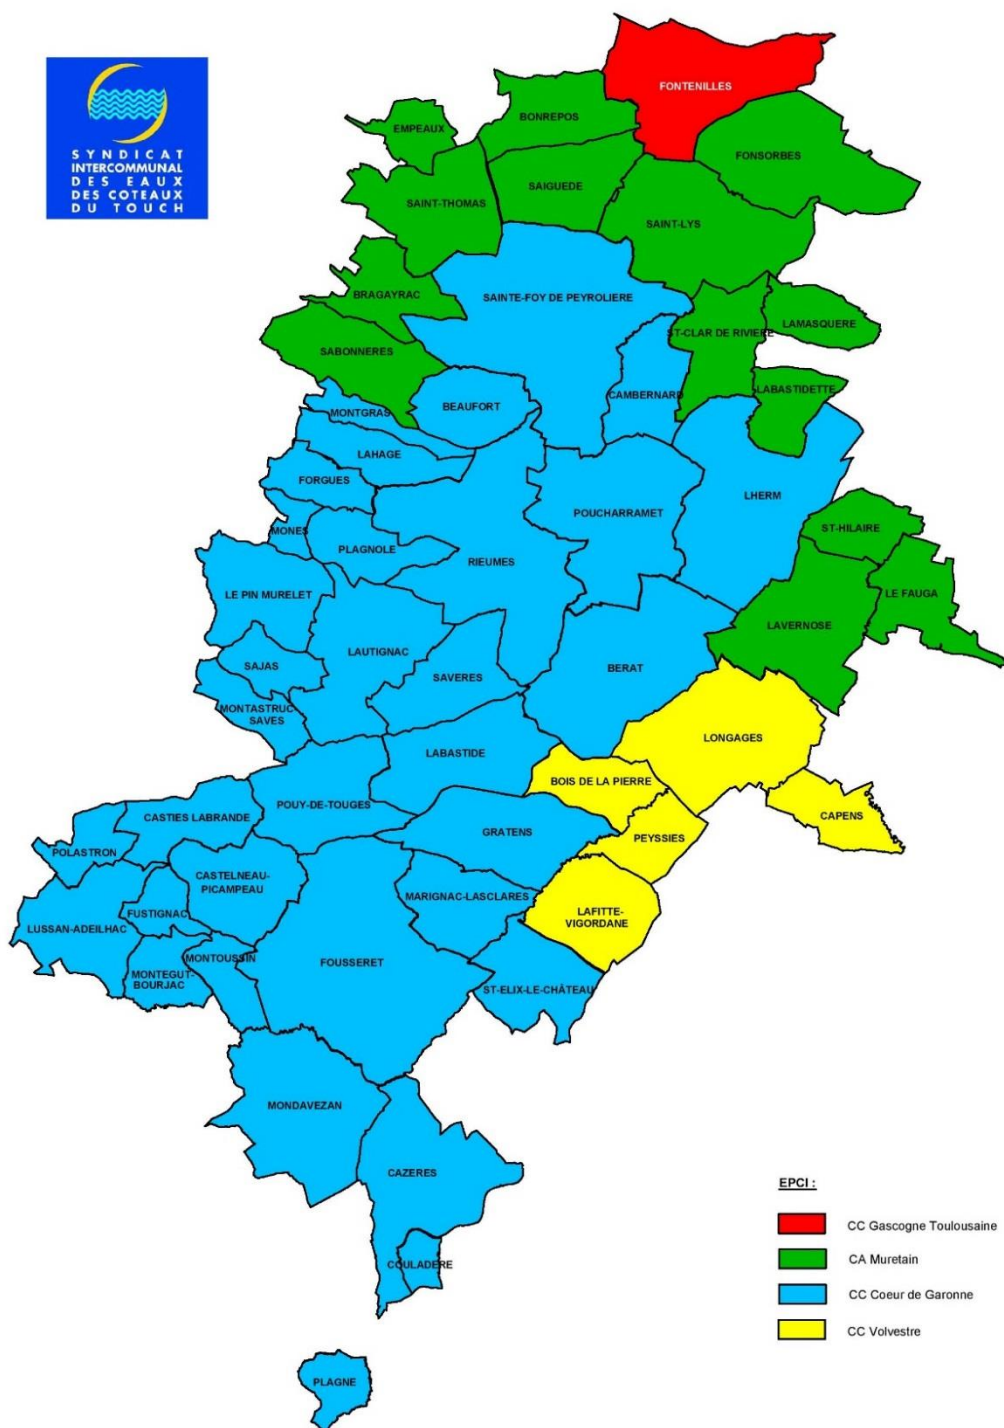 SYNDICAT
INTERCOMMUNAL
DES EAUX
DES COTEAUX
DU TOUCH
FONTENILLES
BONREPOS
EMPEAUX
FONSORBES
SAIGUEDE
SAINT-THOMAS
SAINT-LYS
BRAGAYRAC
SAINTE-FOY DE PEYROLIERE
LAMASQUERE
ST-CLAR DE RIVIERE
SABONNERES
LABASTIDETTE
CAMBERNARD
BEAUFORT
MONTGRAS
LAHAGE
FORGUES
LHERM
POUCHARRAMET
ST-HILAIRE
MONES
PLAGNOLE
RIEUMES
LE PIN MURELET
LE FAUGA
LAVERNOSE
LAUTIGNAC
SAJAS
BERAT
SAVERES
MONTASTRUC-
SAVES
LONGAGES
LABASTIDE
BOIS DE LA PIERRE
POUY-DE-TOUGES
CAPENS
CASTIES LABRANDE
GRATENS
PEYSSIES
POLASTRON
CASTELNEAU-
PICAMPEAU
MARIGNAC-LASCLARES
FUSTIGNAC
LAFITTE-
VIGORDANE
LUSSAN-ADEILHAC
MONTOUSSIN
FOUSSERET
MONTEGUT-
BOURJAC
ST-ELIX-LE-CHÂTEAU
MONDAVEZAN
CAZERES
COULADERE
PLAGNE
EPCI :
CC Gascogne Toulousaine
CA Muretain
CC Coeur de Garonne
CC Volvestre